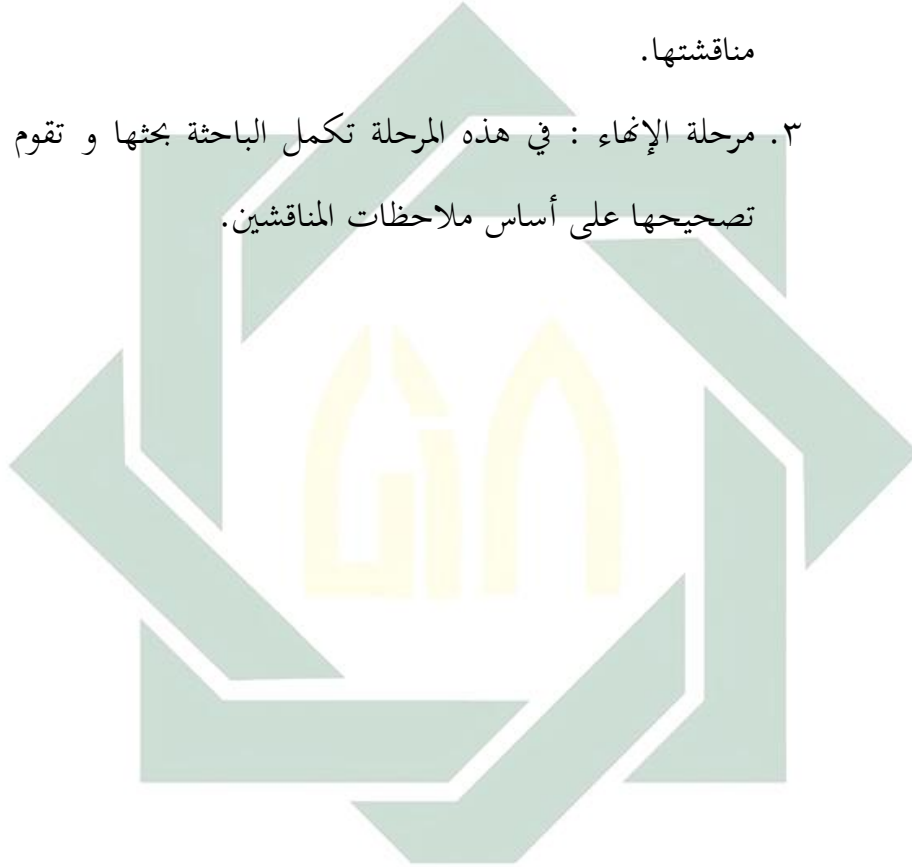 مناقشتها.
٣. مرحلة الإنهاء : في هذه المرحلة تكمل الباحثة بحثها و تقوم
تصحيحها على أساس ملاحظات المناقشين.